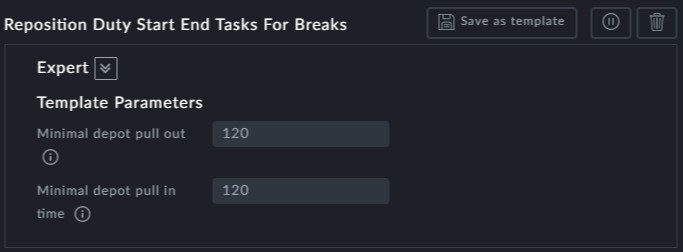 Reposition Duty Start End Tasks For Breaks
Save as template
Expert
Template Parameters
Minimal depot pull out
120
Minimal depot pull in
time
120